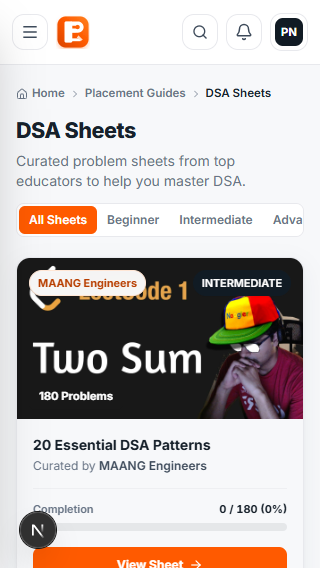 PN
Home > Placement Guides > DSA Sheets
DSA Sheets
Curated problem sheets from top
educators to help you master DSA.
All Sheets Beginner Intermediate Adva
MAANG Engineers INTERMEDIATE
1
Two Sum
180 Problems
20 Essential DSA Patterns
Curated by MAANG Engineers
Completion 0 / 180 (0%)
N
View Sheet →